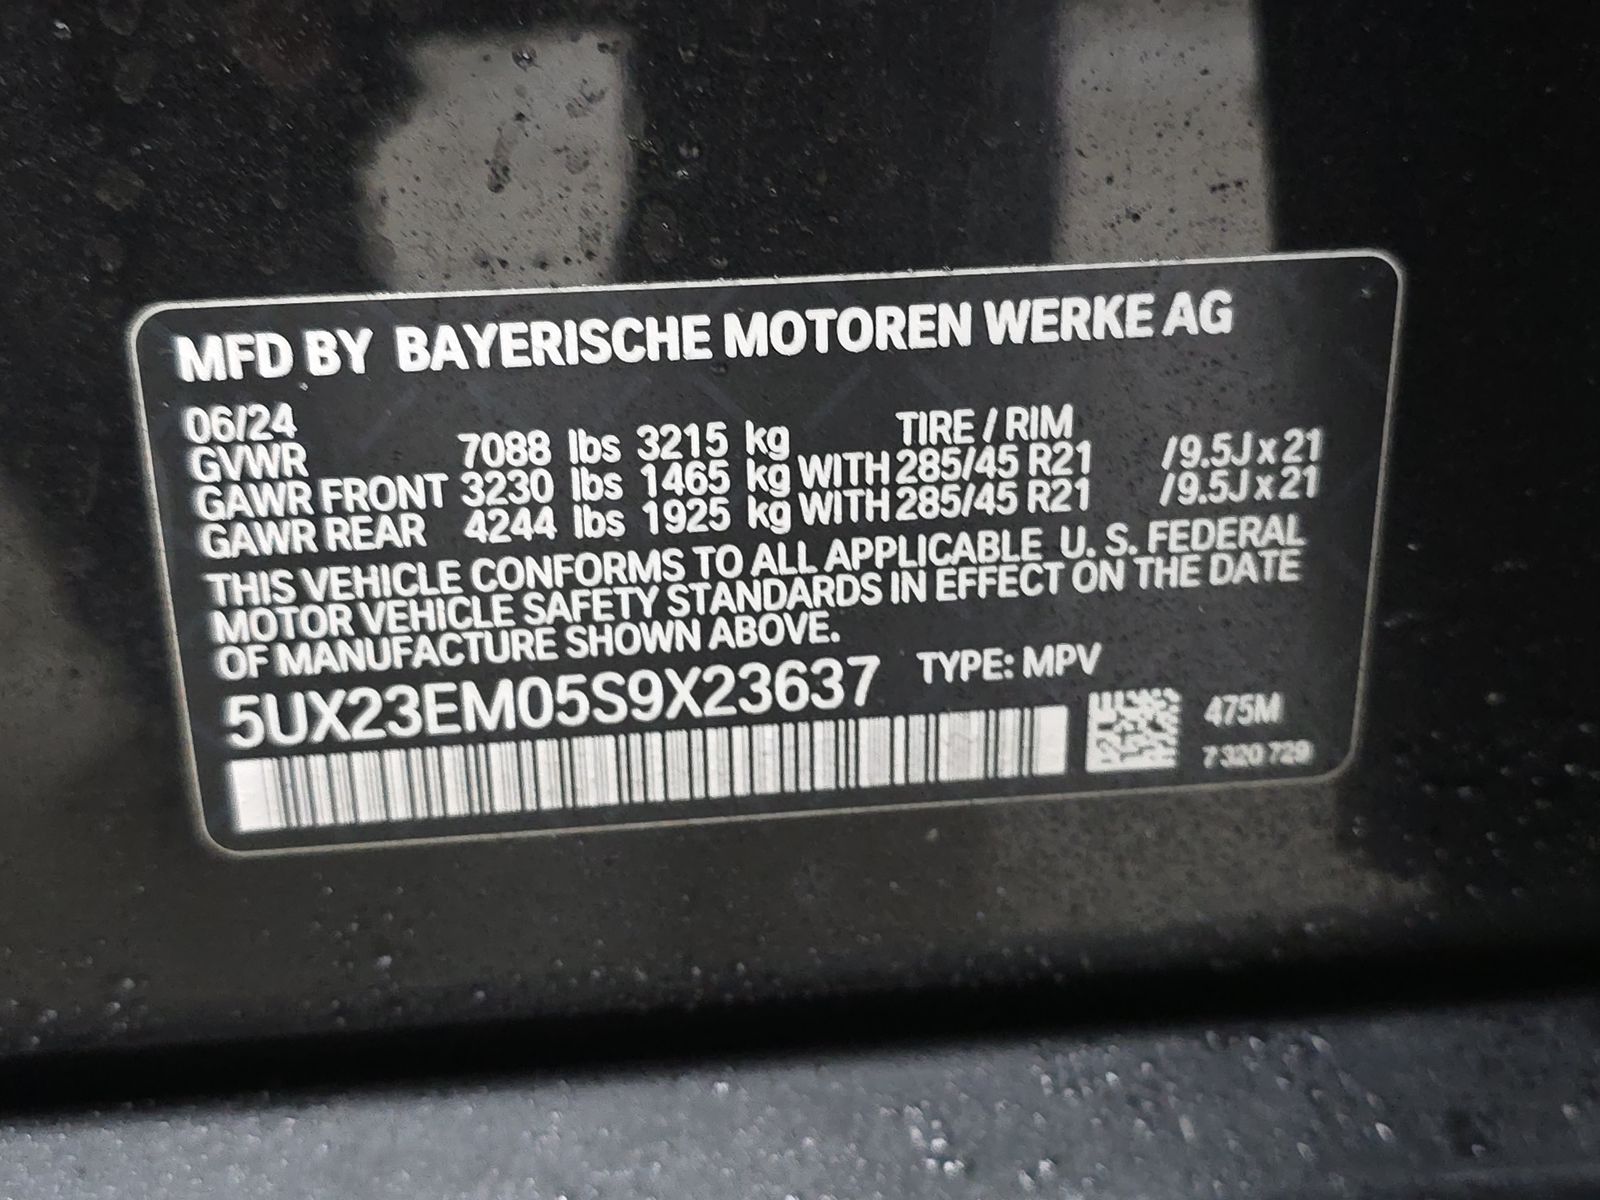 MFD BY BAYERISCHE MOTOREN WERKE AG
06/24 TIRE / RIM
GVWR 7088 lbs 3215 kg
GAWR FRONT 3230 lbs 1465 kg WITH 285/45 R21 /9.5J x 21
GAWR REAR 4244 lbs 1925 kg WITH 285/45 R21 /9.5J x 21
THIS VEHICLE CONFORMS TO ALL APPLICABLE U. S. FEDERAL
MOTOR VEHICLE SAFETY STANDARDS IN EFFECT ON THE DATE
OF MANUFACTURE SHOWN ABOVE.
5UX23EM05S9X23637 TYPE: MPV
475M
7 320 729